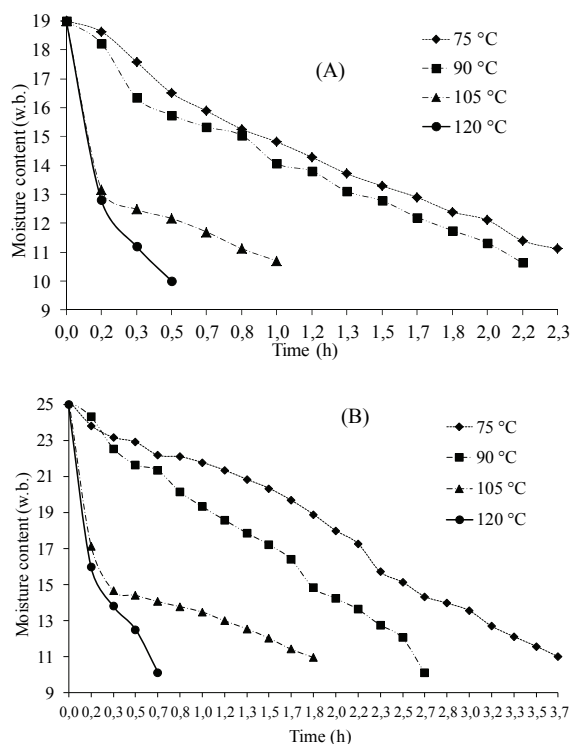 19
18
17
16
15
14
13
12
11
10
9
Moisture content (w.b.)
(A)
75 °C
90 °C
105 °C
120 °C
0,0 0,2 0,3 0,5 0,7 0,8 1,0 1,2 1,3 1,5 1,7 1,8 2,0 2,2 2,3
Time (h)
25
23
21
19
17
15
13
11
9
Moisture content (w.b.)
(B)
75 °C
90 °C
105 °C
120 °C
0,0 0,2 0,3 0,5 0,7 0,8 1,0 1,2 1,3 1,5 1,7 1,8 2,0 2,2 2,3 2,5 2,7 3,0 3,2 3,3 3,5 3,7
Time (h)